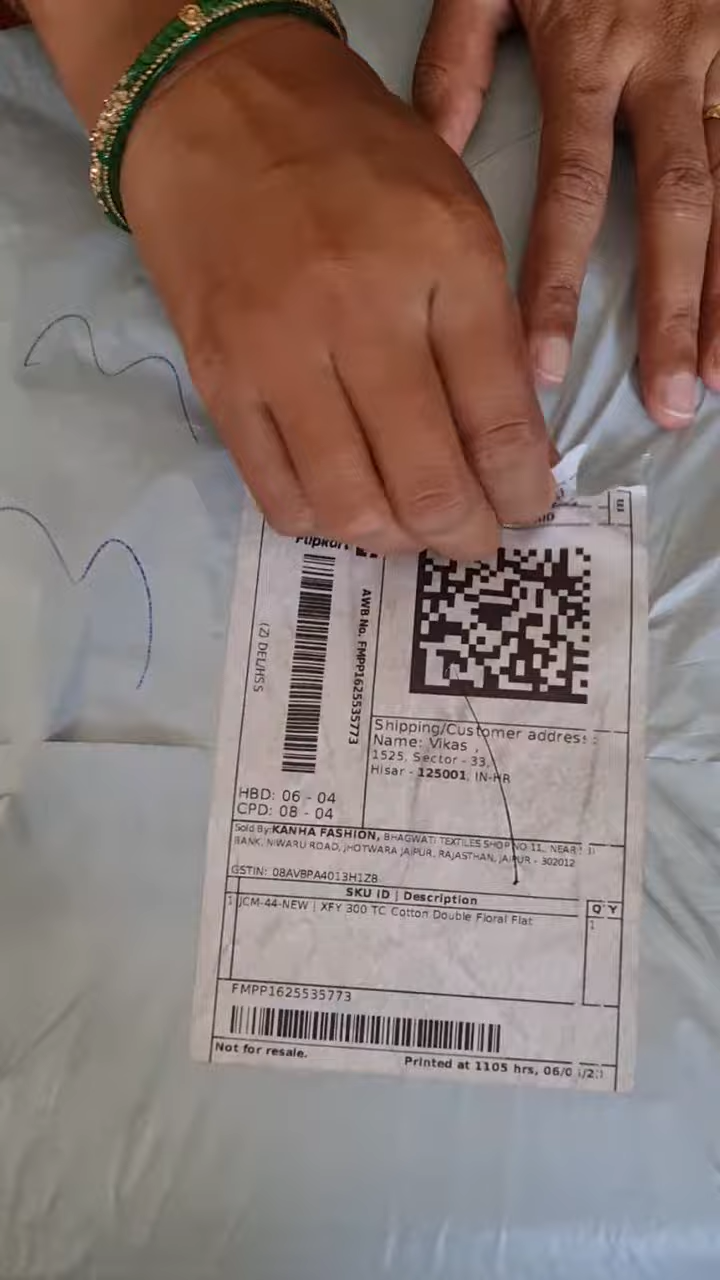 Flipkart
AWB No. FMPP1625535773
(Z) DEL/HSS
HBD: 06 - 04
CPD: 08 - 04
Shipping/Customer address:
Name: Vikas ,
1525, Sector - 33,
Hisar - 125001, IN-HR
Sold By:KANHA FASHION, BHAGWATI TEXTILES SHOP NO 11, NEAR
BANK, NIWARU ROAD, JHOTWARA JAIPUR, RAJASTHAN, JAIPUR - 302012
GSTIN: 08AVBPA4013H1Z8
SKU ID | Description
QTY
1 JCM-44-NEW | XFY 300 TC Cotton Double Floral Flat
1
FMPP1625535773
Not for resale.
Printed at 1105 hrs,